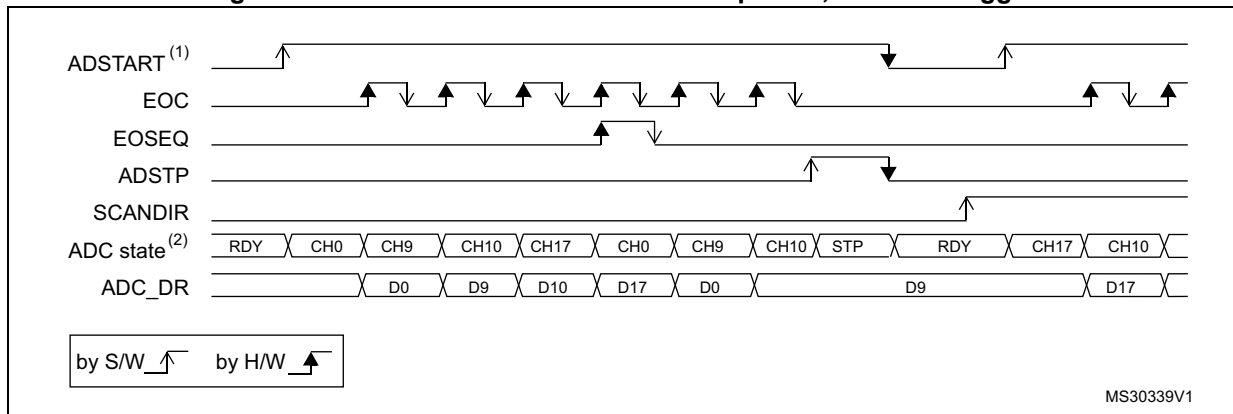 ADSTART (1)
EOC
EOSEQ
ADSTP
SCANDIR
ADC state (2) RDY CH0 CH9 CH10 CH17 CH0 CH9 CH10 STP RDY CH17 CH10
ADC_DR D0 D9 D10 D17 D0 D9 D17
by S/W by H/W
MS30339V1